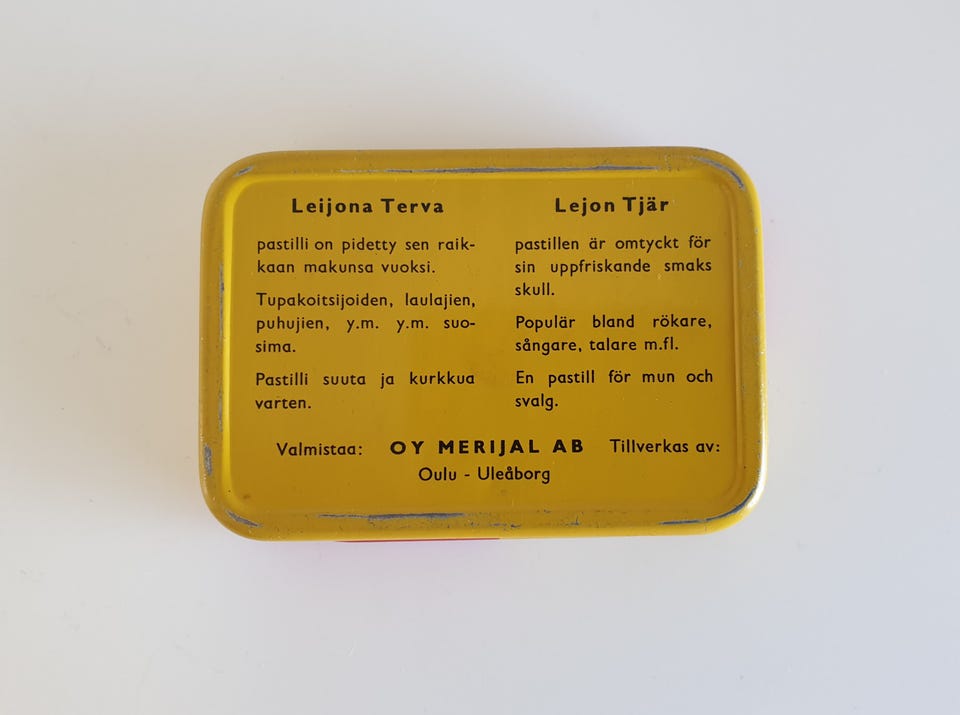 Leijona Terva
pastilli on pidetty sen raik-
kaan makunsa vuoksi.
Tupakoitsijoiden, laulajien,
puhujien, y.m. y.m. suo-
sima.
Pastilli suuta ja kurkkua
varten.
Lejon Tjär
pastillen är omtyckt för
sin uppfriskande smaks
skull.
Populär bland rökare,
sångare, talare m.fl.
En pastill för mun och
svalg.
Valmistaa: OY MERIJAL AB Tillverkas av:
Oulu - Uleåborg